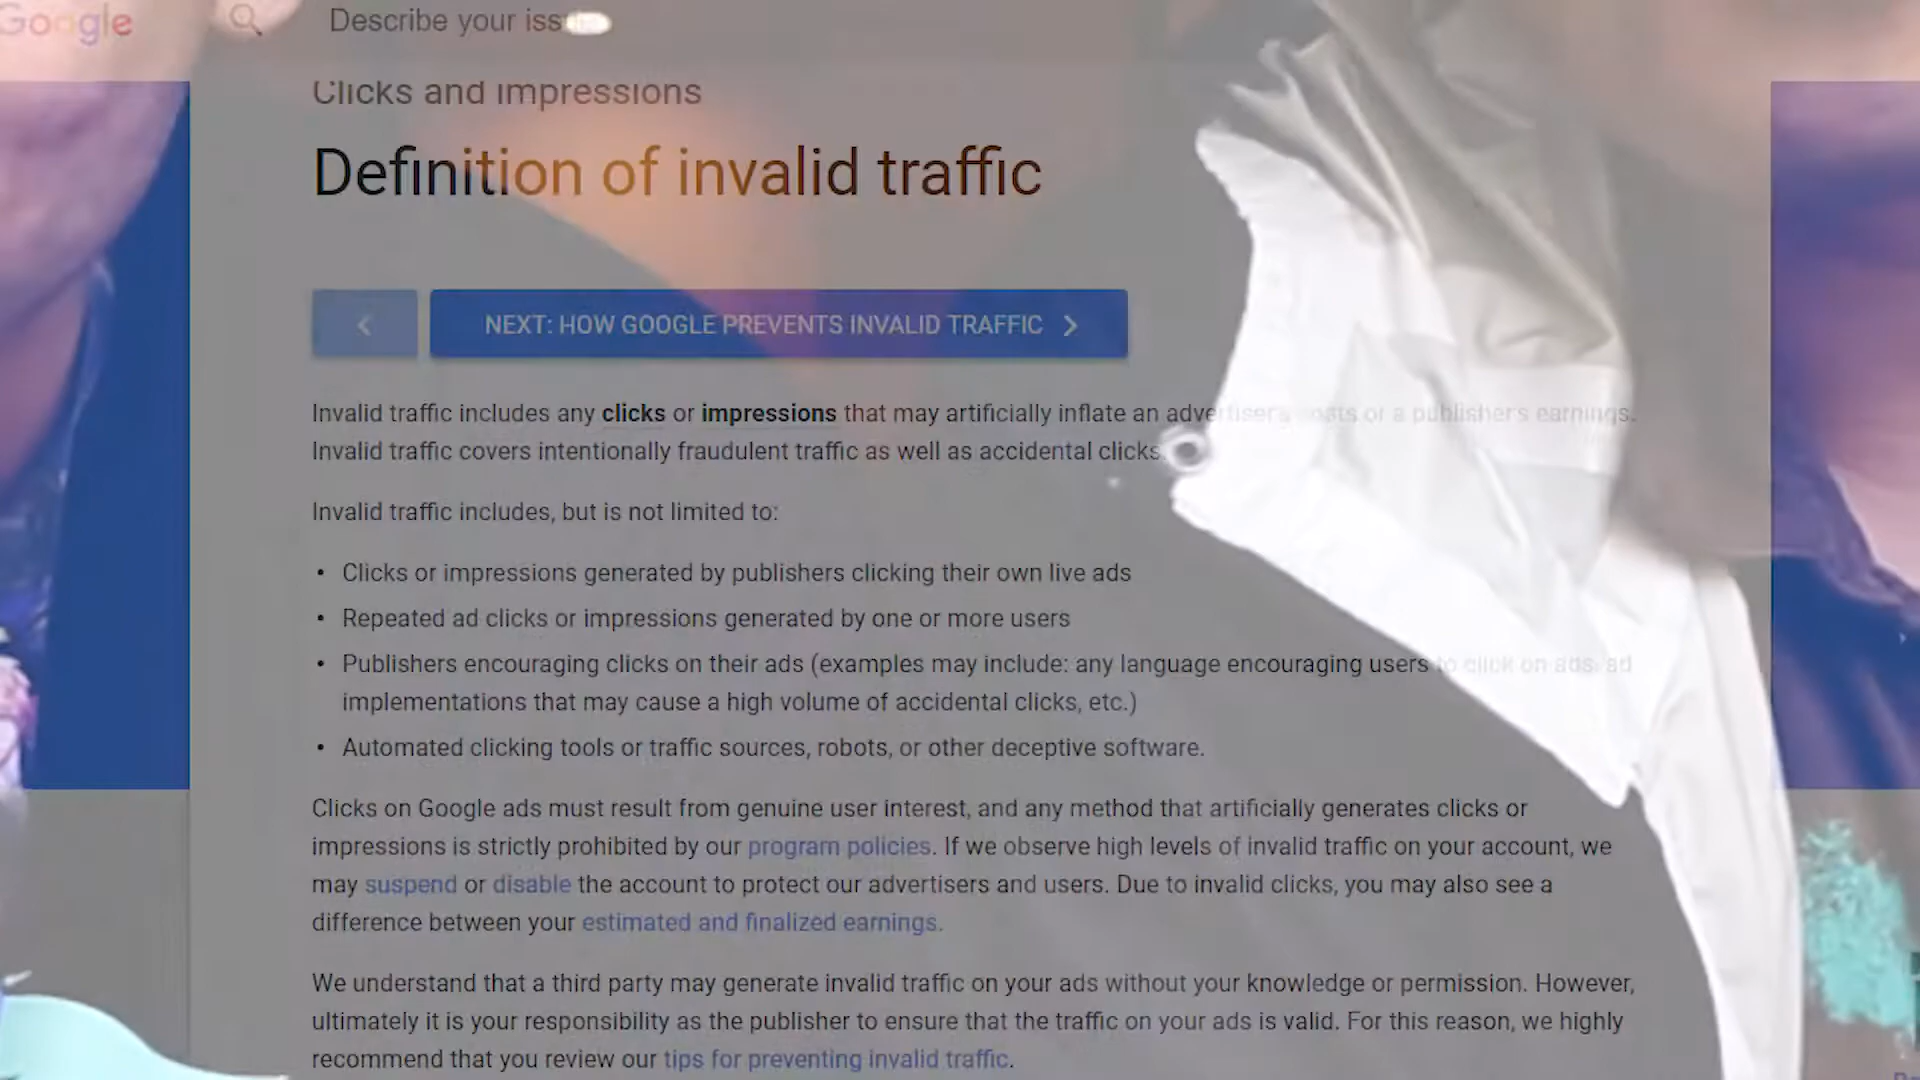 Google
Describe your iss
Clicks and impressions
Definition of invalid traffic
NEXT: HOW GOOGLE PREVENTS INVALID TRAFFIC
Invalid traffic includes any clicks or impressions that may artificially inflate an advertiser's costs or a publisher's earnings.
Invalid traffic covers intentionally fraudulent traffic as well as accidental clicks.
Invalid traffic includes, but is not limited to:
• Clicks or impressions generated by publishers clicking their own live ads
• Repeated ad clicks or impressions generated by one or more users
• Publishers encouraging clicks on their ads (examples may include: any language encouraging users to click on ads, ad
implementations that may cause a high volume of accidental clicks, etc.)
• Automated clicking tools or traffic sources, robots, or other deceptive software.
Clicks on Google ads must result from genuine user interest, and any method that artificially generates clicks or
impressions is strictly prohibited by our program policies. If we observe high levels of invalid traffic on your account, we
may suspend or disable the account to protect our advertisers and users. Due to invalid clicks, you may also see a
difference between your estimated and finalized earnings.
We understand that a third party may generate invalid traffic on your ads without your knowledge or permission. However,
ultimately it is your responsibility as the publisher to ensure that the traffic on your ads is valid. For this reason, we highly
recommend that you review our tips for preventing invalid traffic.